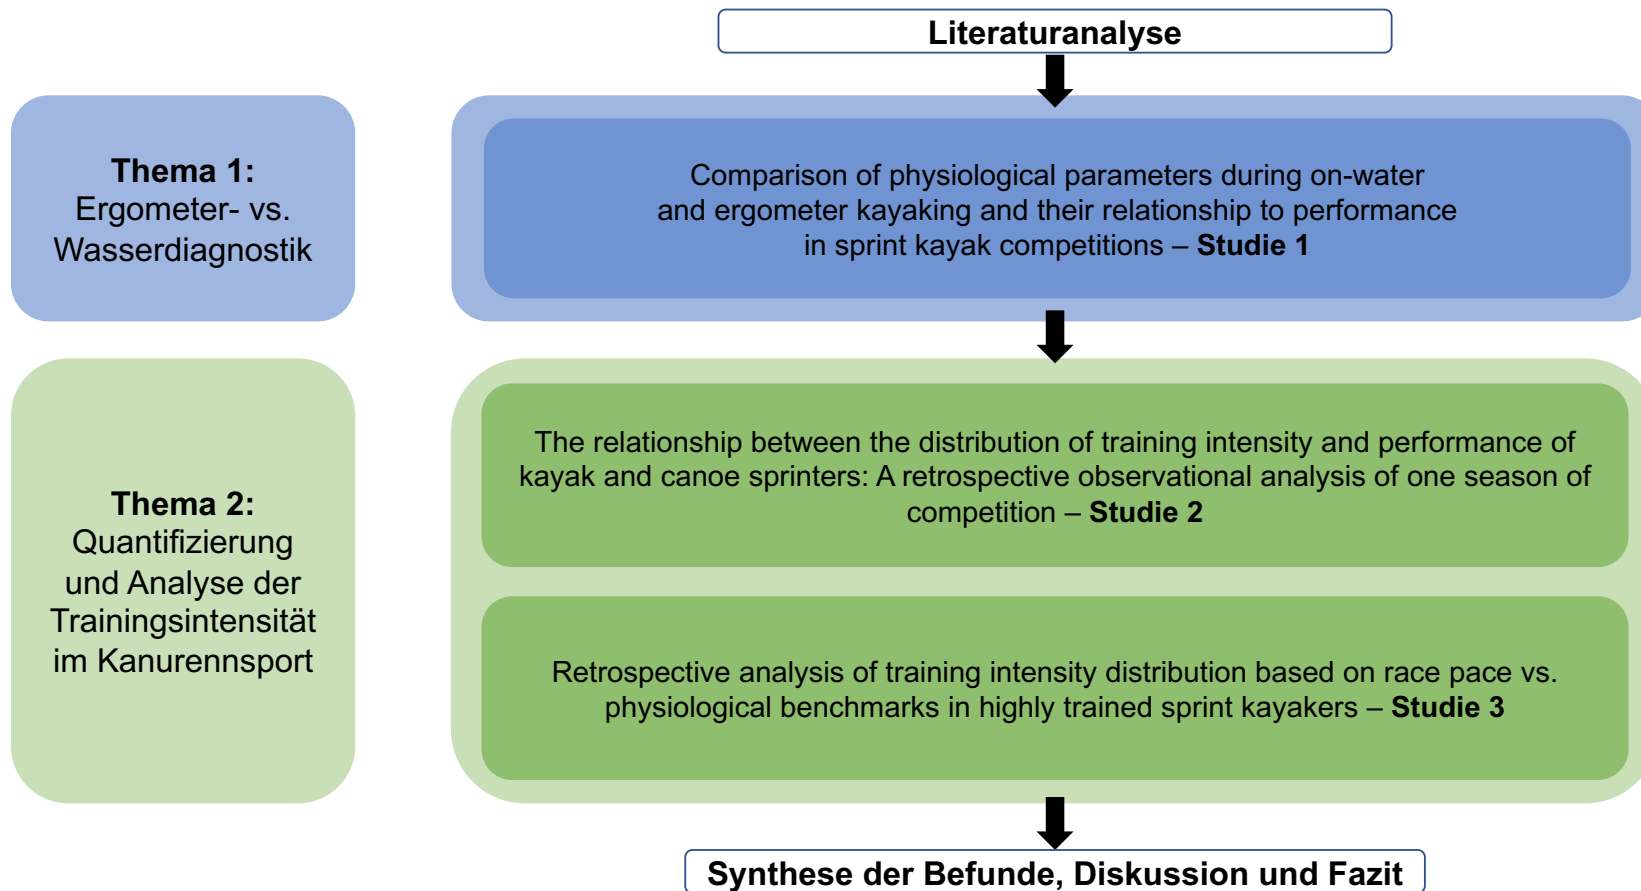 Literaturanalyse
Thema 1:
Ergometer- vs.
Wasserdiagnostik
Comparison of physiological parameters during on-water
and ergometer kayaking and their relationship to performance
in sprint kayak competitions – Studie 1
Thema 2:
Quantifizierung
und Analyse der
Trainingsintensität
im Kanurennsport
The relationship between the distribution of training intensity and performance of
kayak and canoe sprinters: A retrospective observational analysis of one season of
competition – Studie 2
Retrospective analysis of training intensity distribution based on race pace vs.
physiological benchmarks in highly trained sprint kayakers – Studie 3
Synthese der Befunde, Diskussion und Fazit